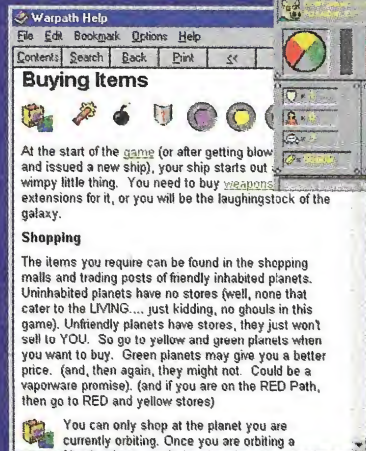 Warpath Help
File Edit Bookmark Options Help
Contents Search Back Print <<
Buying Items
At the start of the game (or after getting blow
and issued a new ship), your ship starts out
wimpy little thing. You need to buy weapons
extensions for it, or you will be the laughingstock of the
galaxy.
Shopping
The items you require can be found in the shopping
malls and trading posts of friendly inhabited planets.
Uninhabited planets have no stores (well, none that
cater to the LIVING.... just kidding, no ghouls in this
game). Unfriendly planets have stores, they just won't
sell to YOU. So go to yellow and green planets when
you want to buy. Green planets may give you a better
price. (and, then again, they might not. Could be a
vaporware promise). (and if you are on the RED Path,
then go to RED and yellow stores)
You can only shop at the planet you are
currently orbiting. Once you are orbiting a